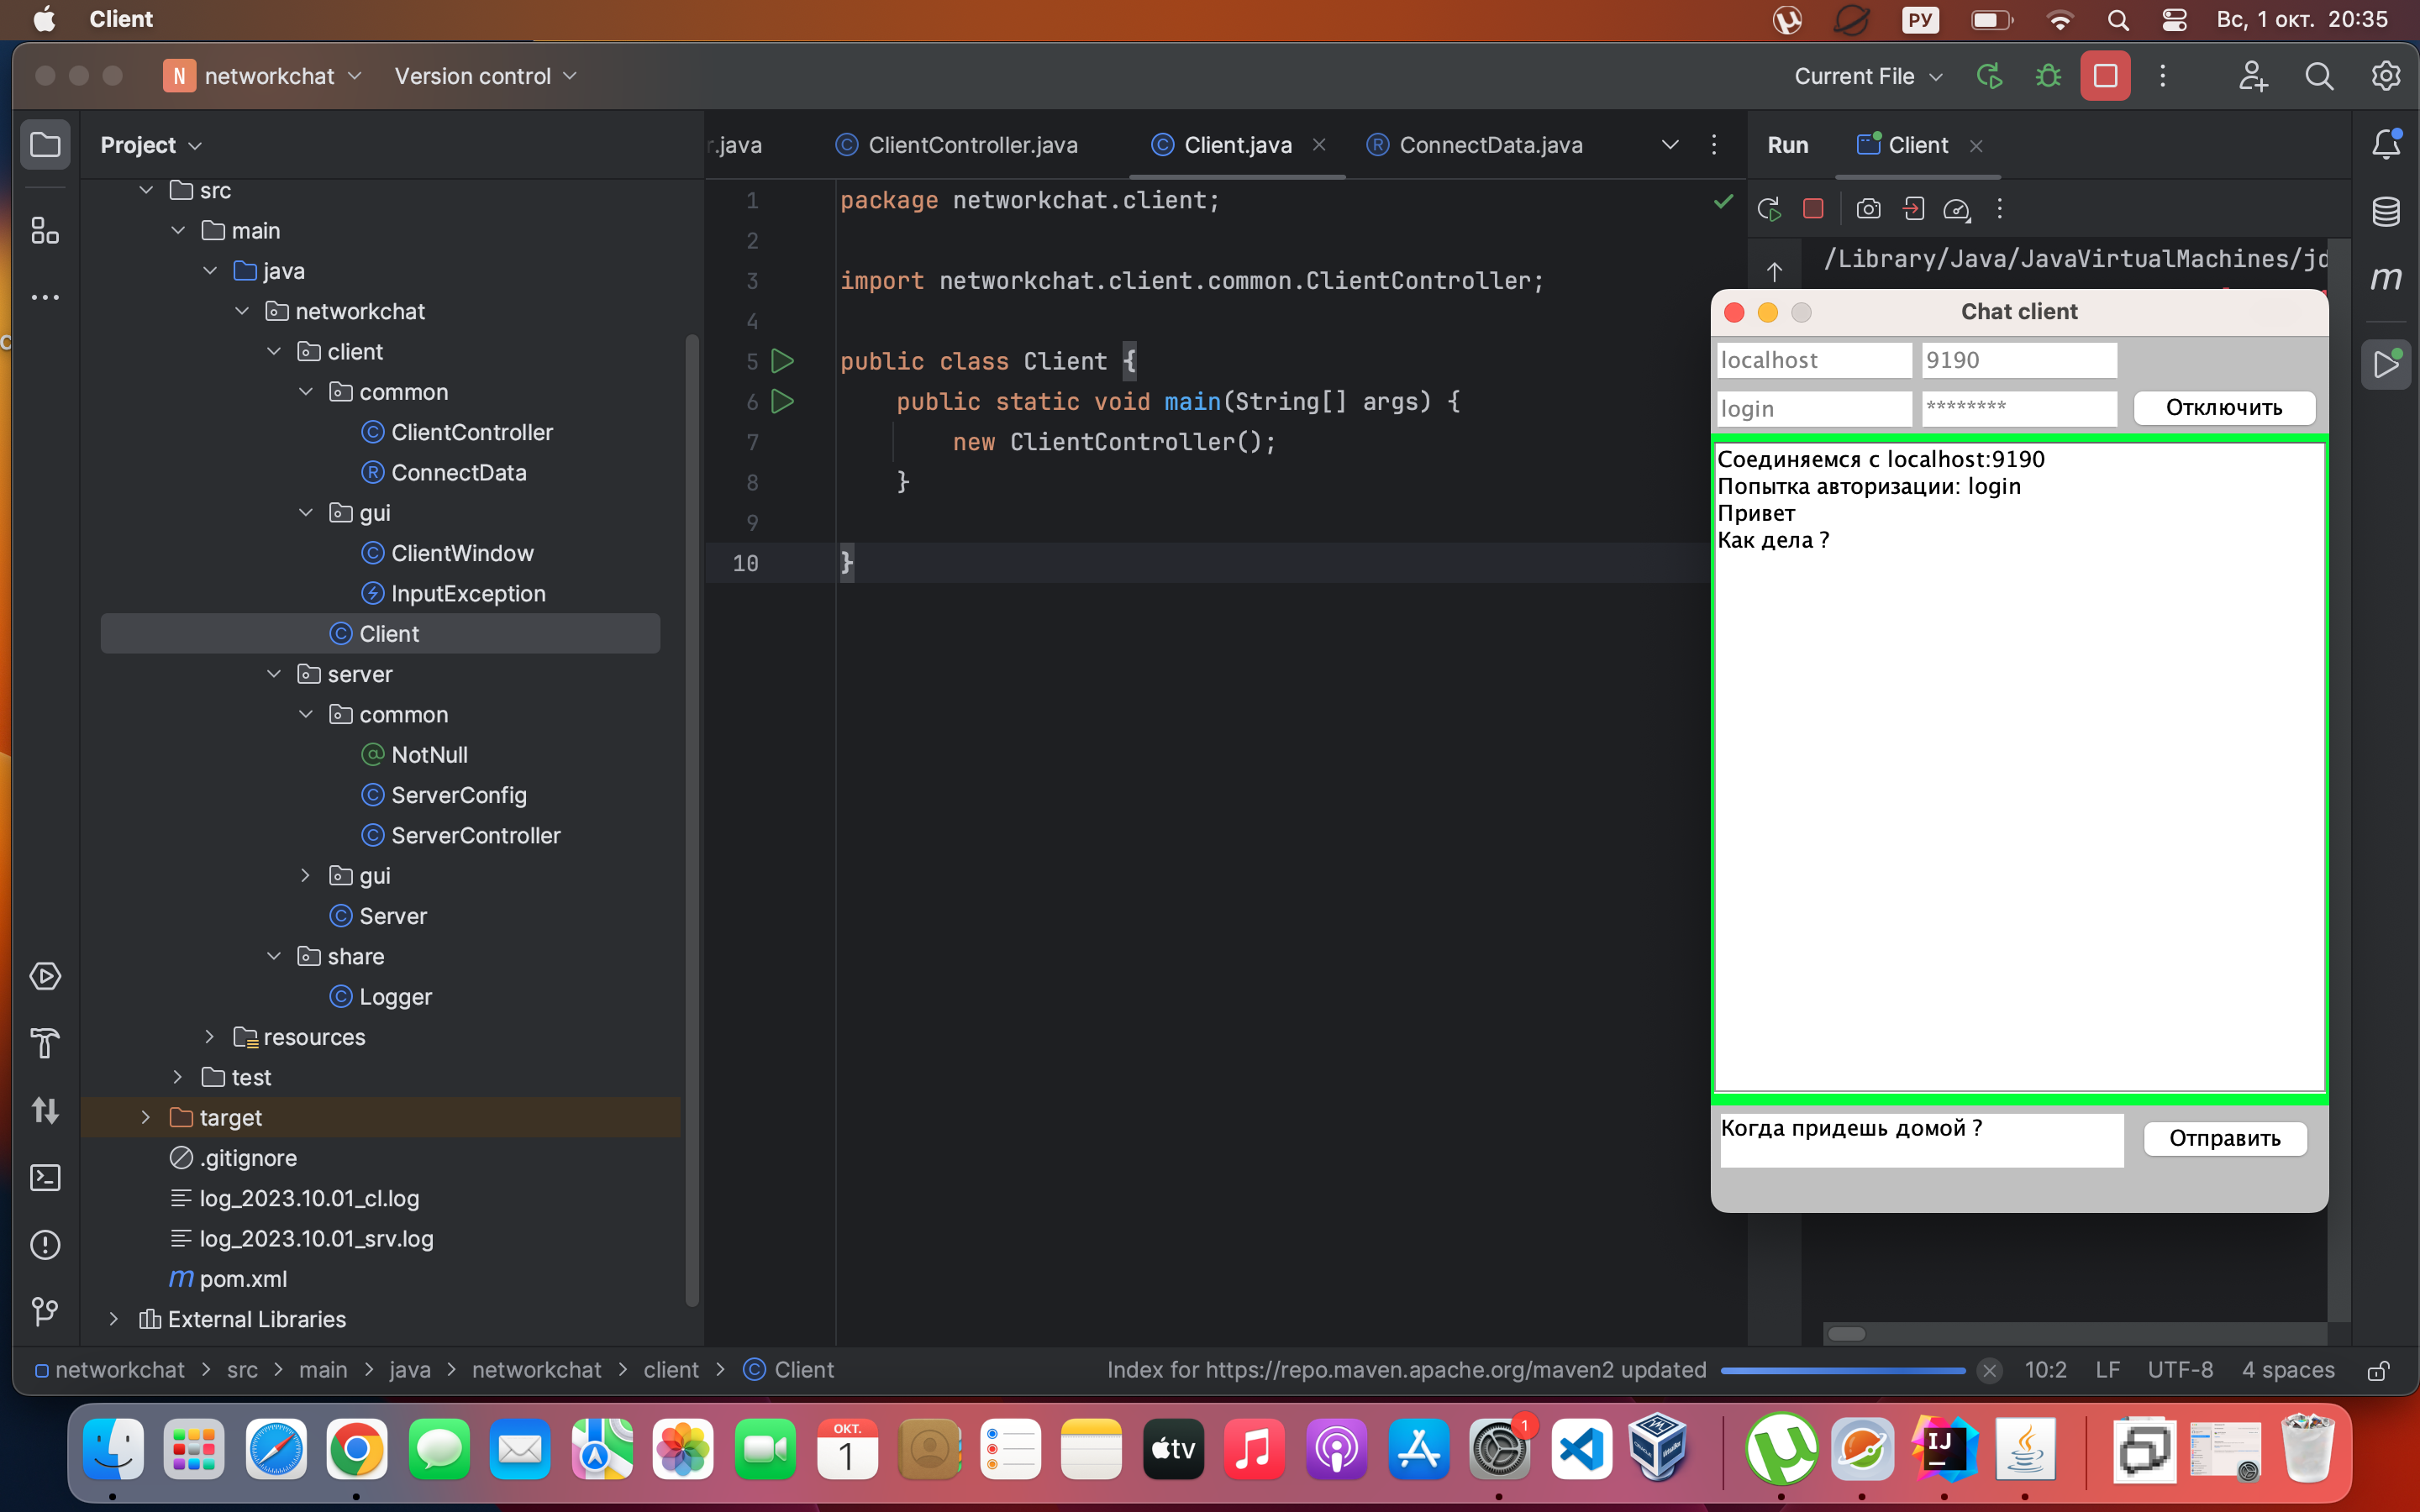 Client
РУ
Вс, 1 окт. 20:35
N networkchat
Version control
Current File
Project
r.java
ClientController.java
Client.java
ConnectData.java
Run
Client
src
main
java
networkchat
client
common
ClientController
ConnectData
gui
ClientWindow
InputException
Client
server
common
NotNull
ServerConfig
ServerController
gui
Server
share
Logger
resources
test
target
.gitignore
log_2023.10.01_cl.log
log_2023.10.01_srv.log
pom.xml
External Libraries
1 package networkchat.client;
2
3 import networkchat.client.common.ClientController;
4
5 public class Client {
6 public static void main(String[] args) {
7 new ClientController();
8 }
9
10 }
/Library/Java/JavaVirtualMachines/jd
Chat client
localhost 9190
login ******** Отключить
Соединяемся с localhost:9190
Попытка авторизации: login
Привет
Как дела ?
Когда придешь домой ?
Отправить
networkchat > src > main > java > networkchat > client > Client
Index for https://repo.maven.apache.org/maven2 updated
10:2 LF UTF-8 4 spaces
ОКТ.
1
tv
1
IJ